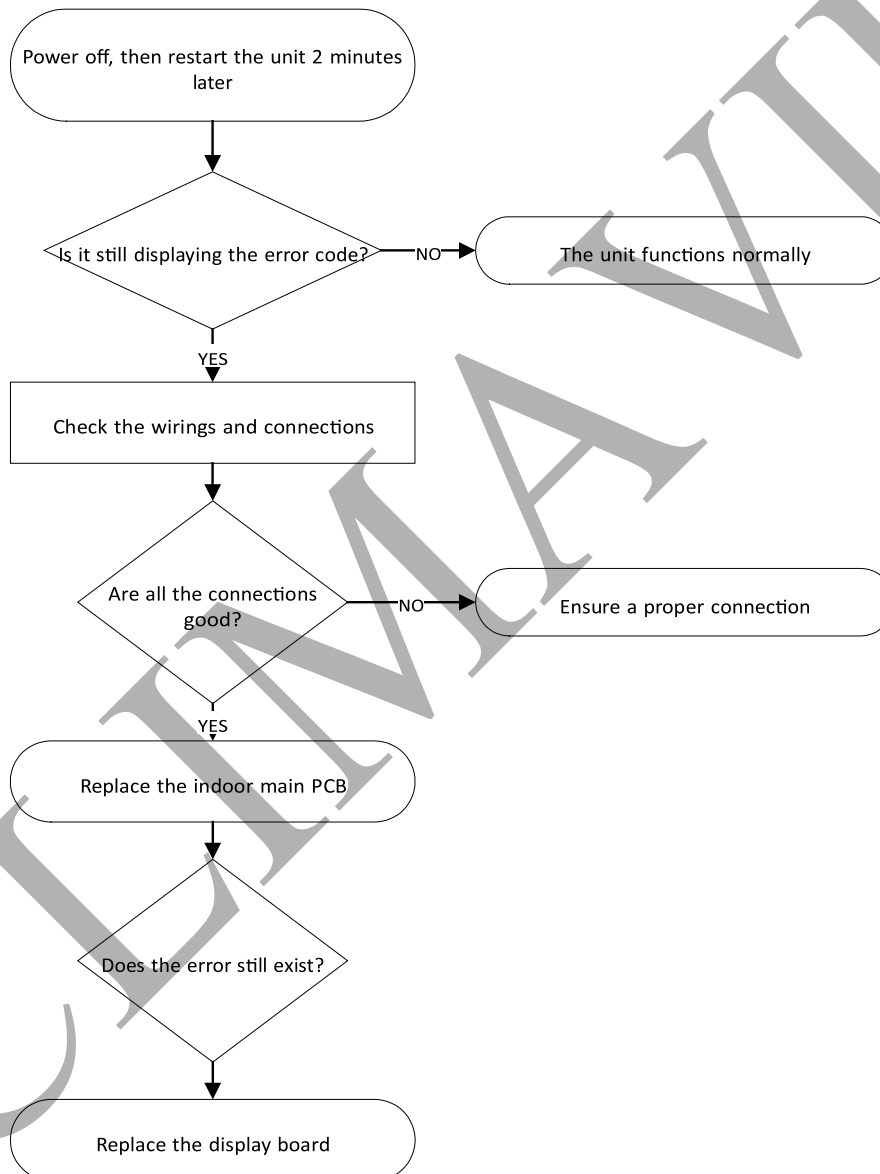 Power off, then restart the unit 2 minutes
later
Is it still displaying the error code?
NO
The unit functions normally
YES
Check the wirings and connections
Are all the connections
good?
NO
Ensure a proper connection
YES
Replace the indoor main PCB
Does the error still exist?
Replace the display board
CLIMA VI